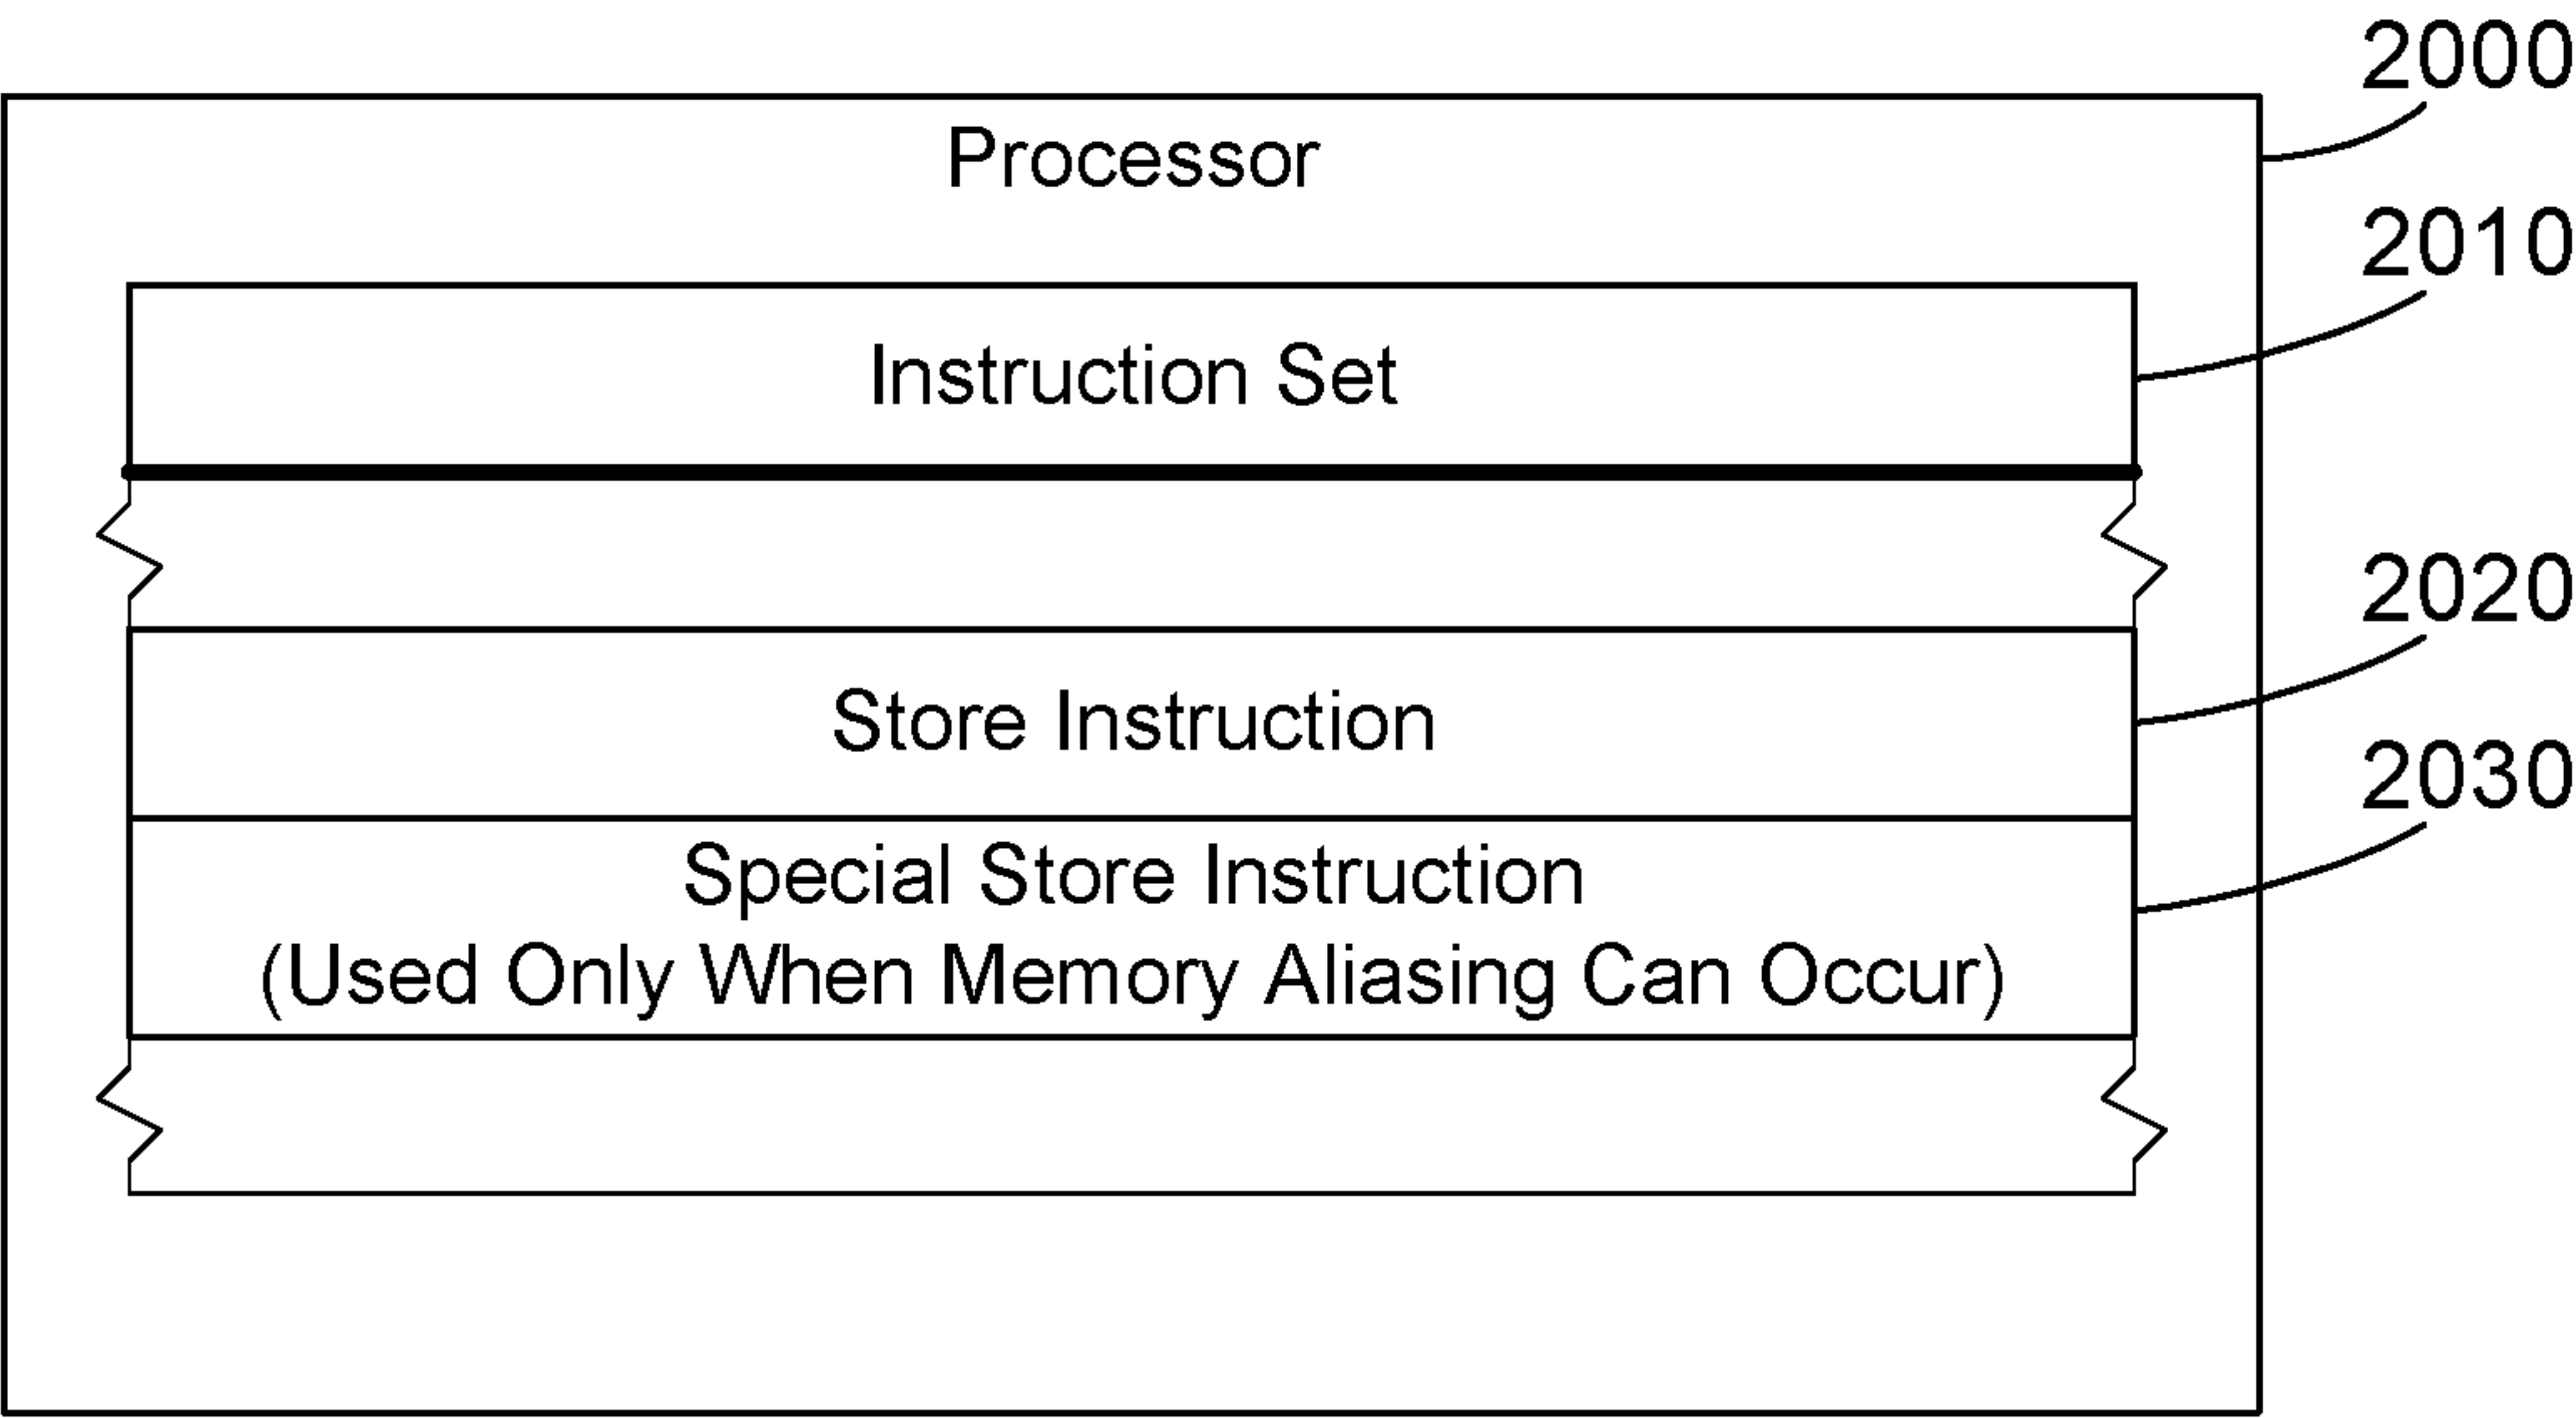 2000
Processor
2010
Instruction Set
2020
Store Instruction
2030
Special Store Instruction
(Used Only When Memory Aliasing Can Occur)